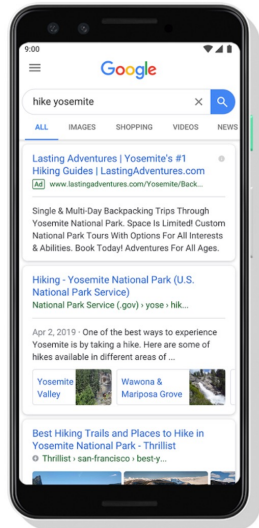 9:00
Google
hike yosemite
ALL IMAGES SHOPPING VIDEOS NEWS
Lasting Adventures | Yosemite's #1
Hiking Guides | LastingAdventures.com
Ad www.lastingadventures.com/Yosemite/Back...
Single & Multi-Day Backpacking Trips Through
Yosemite National Park. Space Is Limited! Custom
National Park Tours With Options For All Interests
& Abilities. Book Today! Adventures For All Ages.
Hiking - Yosemite National Park (U.S.
National Park Service)
National Park Service (.gov) › yose › hik...
Apr 2, 2019 · One of the best ways to experience
Yosemite is by taking a hike. Here are some of
hikes available in different areas of ...
Yosemite
Valley
Wawona &
Mariposa Grove
Best Hiking Trails and Places to Hike in
Yosemite National Park - Thrillist
Thrillist › san-francisco › best-y...